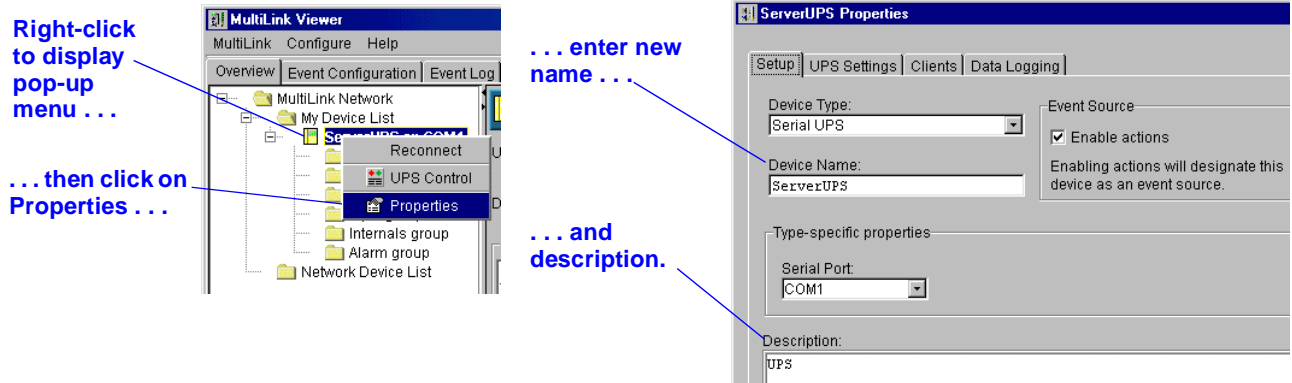 Right-click
to display
pop-up
menu . . .
. . . then click on
Properties . . .
MultiLink Viewer
MultiLink Configure Help
Overview Event Configuration Event Log
MultiLink Network
My Device List
ServerUPS on COM1
Reconnect
UPS Control
Properties
Internals group
Alarm group
Network Device List
. . . enter new
name . . .
. . . and
description.
ServerUPS Properties
Setup UPS Settings Clients Data Logging
Device Type:
Serial UPS
Device Name:
ServerUPS
Event Source
Enable actions
Enabling actions will designate this
device as an event source.
Type-specific properties
Serial Port:
COM1
Description:
UPS